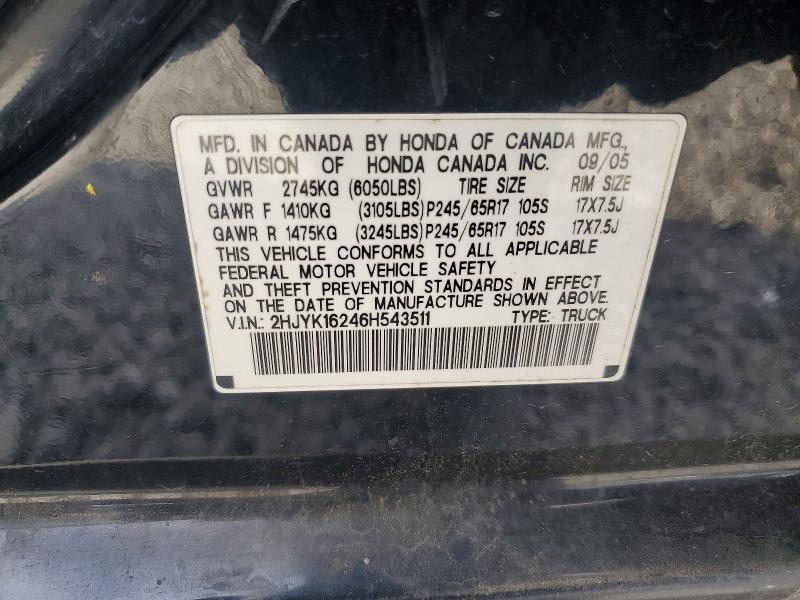 MFD. IN CANADA BY HONDA OF CANADA MFG.,
A DIVISION OF HONDA CANADA INC. 09/05
GVWR 2745KG (6050LBS) TIRE SIZE RIM SIZE
GAWR F 1410KG (3105LBS) P245/65R17 105S 17X7.5J
GAWR R 1475KG (3245LBS) P245/65R17 105S 17X7.5J
THIS VEHICLE CONFORMS TO ALL APPLICABLE
FEDERAL MOTOR VEHICLE SAFETY
AND THEFT PREVENTION STANDARDS IN EFFECT
ON THE DATE OF MANUFACTURE SHOWN ABOVE.
V.I.N.: 2HJYK16246H543511 TYPE: TRUCK